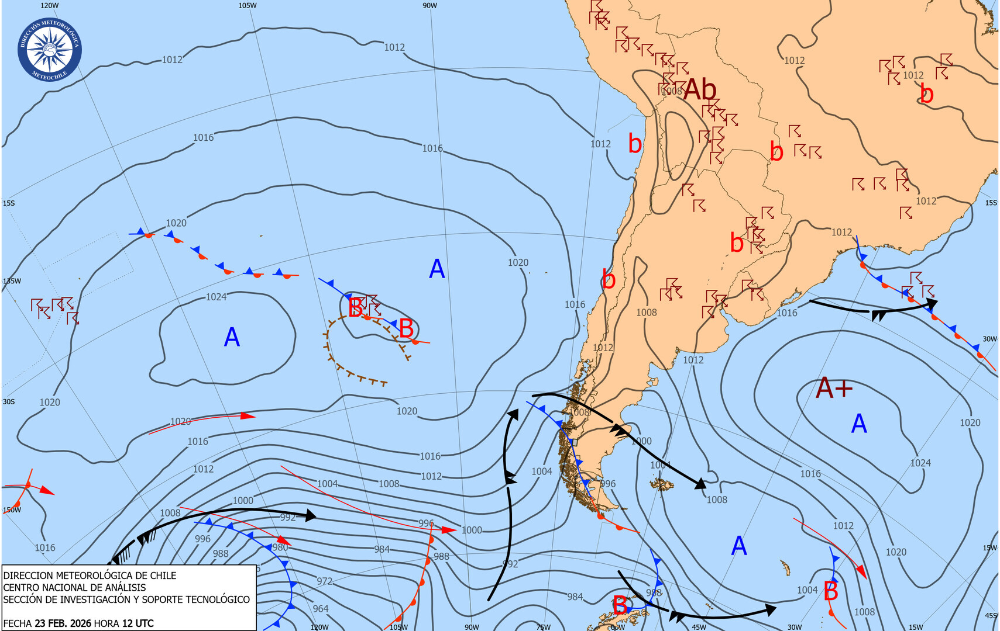 120W
105W
90W
DIRECCIÓN METEOROLÓGICA
METEOCHILE
1012
1012
1012
1012
1008
Ab
b
b
b
1016
1016
1012
15S
1012
15S
1020
1012
b
A
1020
b
135W
1024
1016
1008
1016
B
B
A
30W
1012
1012
A+
30S
1020
1020
1020
1008
A
1020
1016
1000
1016
1012
1012
1004
1004
1024
1016
1004
1008
996
1008
1000
150W
1008
992
996
1000
1012
996
1016
988
980
984
988
992
A
1020
15W
972
984
988
1004
B
B
964
1008
45S
120W
105W
90W
75W
60W
45W
30W
15W
DIRECCION METEOROLÓGICA DE CHILE
CENTRO NACIONAL DE ANÁLISIS
SECCIÓN DE INVESTIGACIÓN Y SOPORTE TECNOLÓGICO
FECHA 23 FEB. 2026 HORA 12 UTC